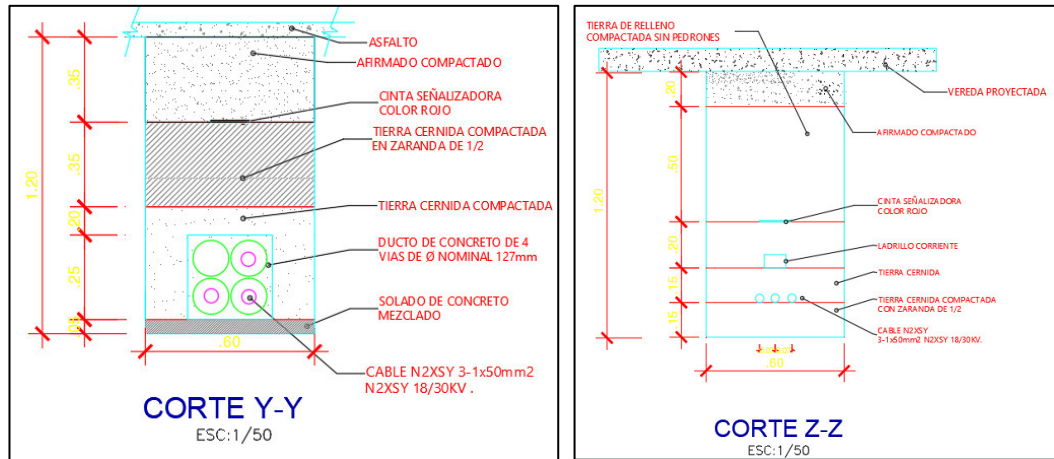 ASFALTO
AFIRMADO COMPACTADO
CINTA SEÑALIZADORA
COLOR ROJO
TIERRA CERNIDA COMPACTADA
EN ZARANDA DE 1/2
TIERRA CERNIDA COMPACTADA
DUCTO DE CONCRETO DE 4
VIAS DE Ø NOMINAL 127mm
SOLADO DE CONCRETO
MEZCLADO
CABLE N2XSY 3-1x50mm2
N2XSY 18/30KV .
1.20
.35
.35
.20
.25
.05
.60
CORTE Y-Y
ESC:1/50
TIERRA DE RELLENO
COMPACTADA SIN PEDRONES
VEREDA PROYECTADA
AFIRMADO COMPACTADO
CINTA SEÑALIZADORA
COLOR ROJO
LADRILLO CORRIENTE
TIERRA CERNIDA
TIERRA CERNIDA COMPACTADA
CON ZARANDA DE 1/2
CABLE N2XSY
3-1x50mm2 N2XSY 18/30KV.
1.20
.20
.50
.20
.15
.15
.60
CORTE Z-Z
ESC:1/50